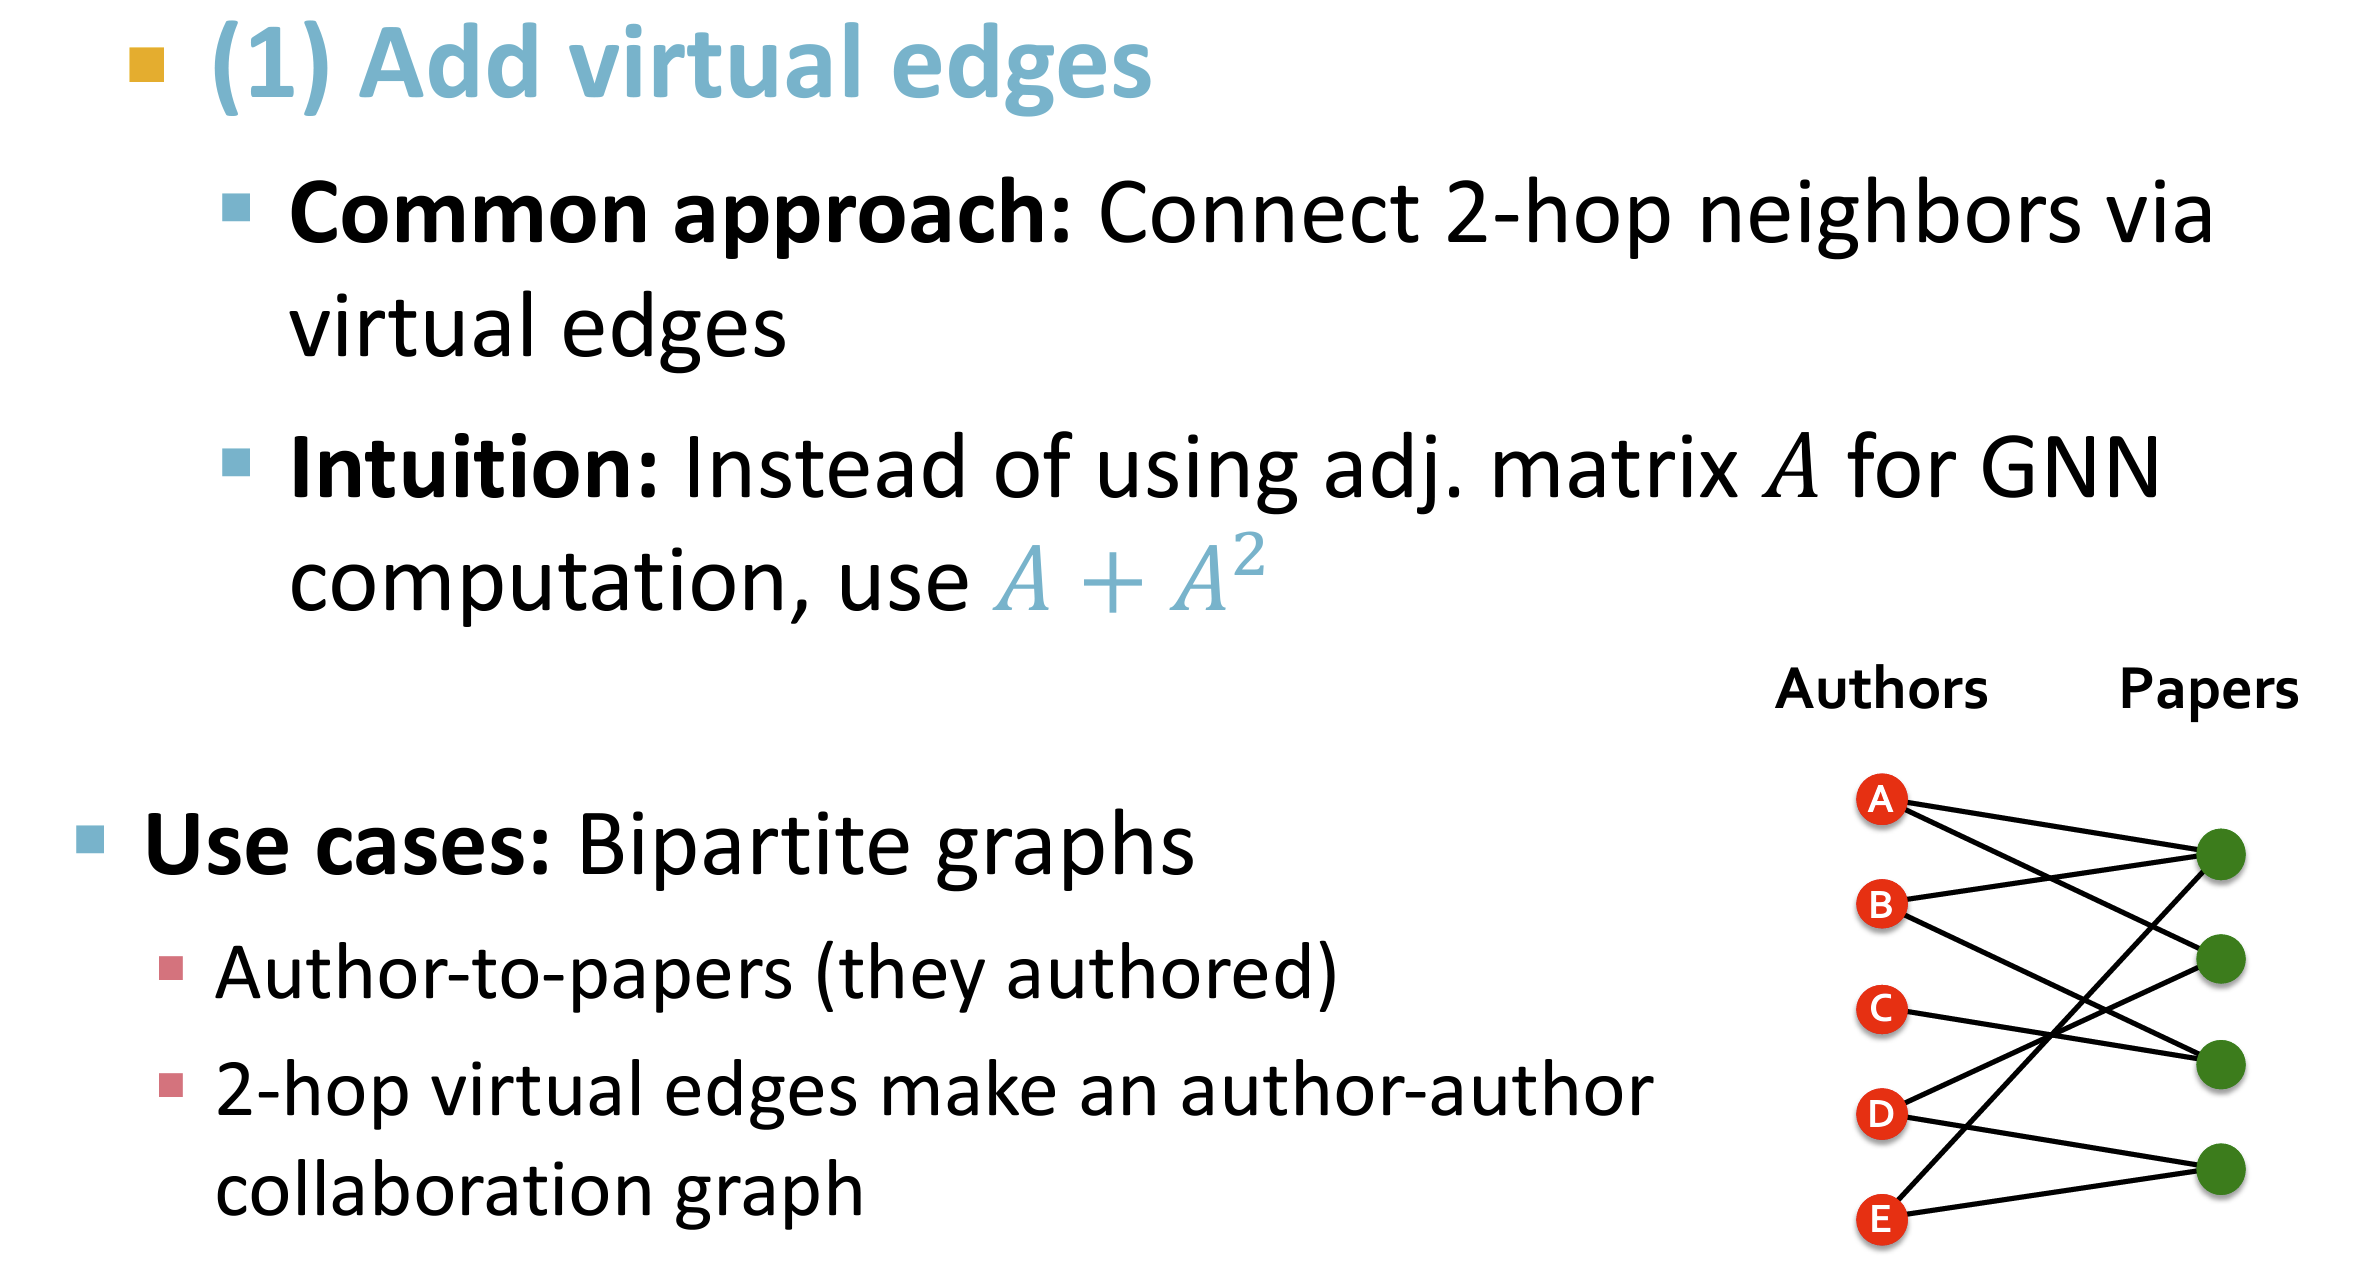 (1) Add virtual edges
Common approach: Connect 2-hop neighbors via
virtual edges
Intuition: Instead of using adj. matrix A for GNN
computation, use A + A²
Authors Papers
Use cases: Bipartite graphs
Author-to-papers (they authored)
2-hop virtual edges make an author-author
collaboration graph
A
B
C
D
E